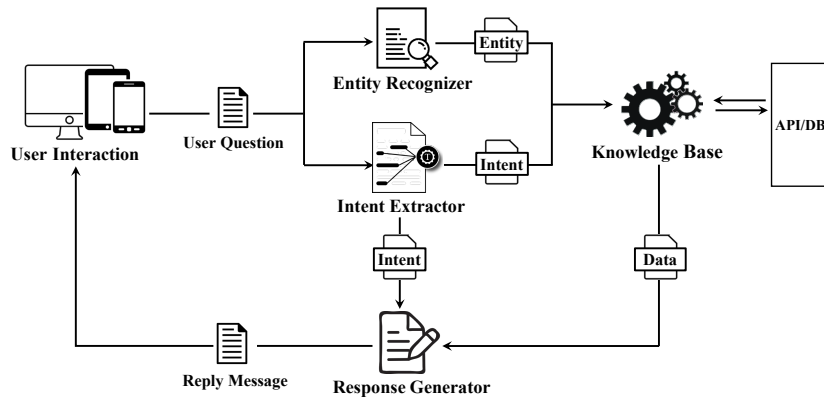 Entity
Entity Recognizer
User Interaction
User Question
API/DB
Knowledge Base
Intent
Intent Extractor
Intent
Data
Reply Message
Response Generator